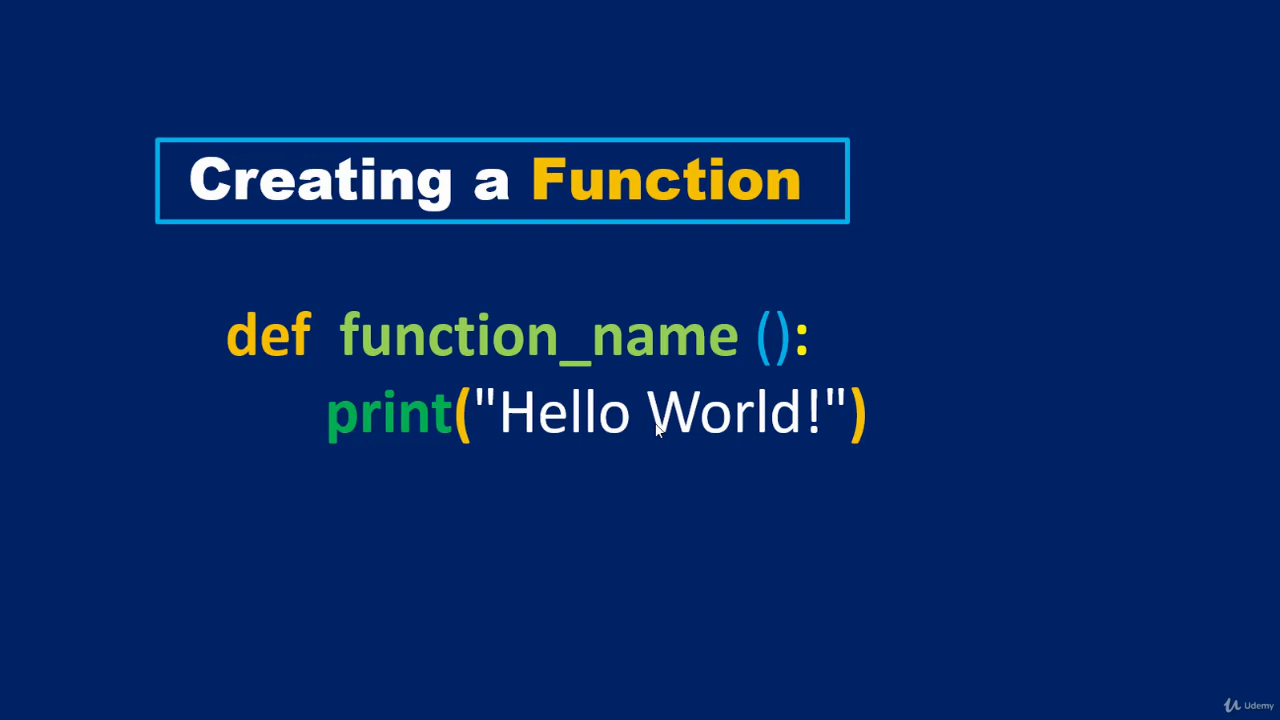 Creating a Function
def function_name ():
print("Hello World!")
Udemy